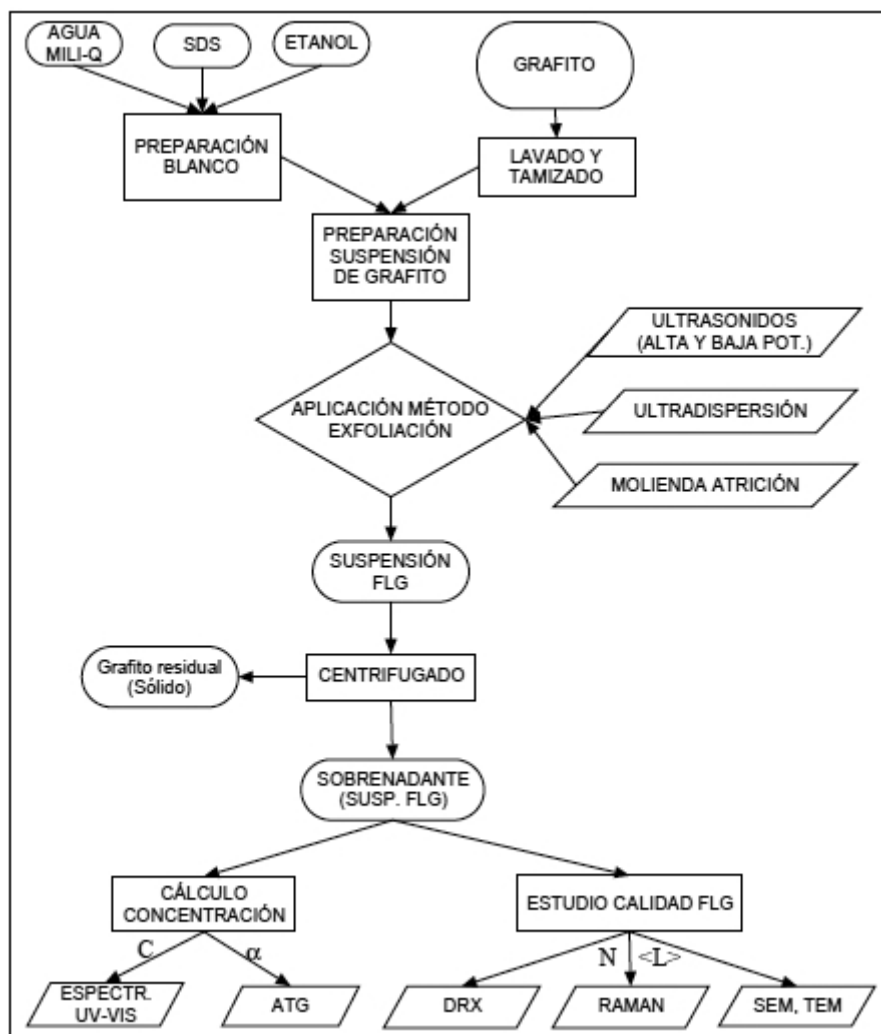 AGUA
MILI-Q
SDS
ETANOL
GRAFITO
PREPARACIÓN
BLANCO
LAVADO Y
TAMIZADO
PREPARACIÓN
SUSPENSIÓN
DE GRAFITO
ULTRASONIDOS
(ALTA Y BAJA POT.)
APLICACIÓN MÉTODO
EXFOLIACIÓN
ULTRADISPERSIÓN
MOLIENDA ATRICIÓN
SUSPENSIÓN
FLG
Grafito residual
(Sólido)
CENTRIFUGADO
SOBRENADANTE
(SUSP. FLG)
CÁLCULO
CONCENTRACIÓN
ESTUDIO CALIDAD FLG
C
α
N
<L>
ESPECTR.
UV-VIS
ATG
DRX
RAMAN
SEM, TEM